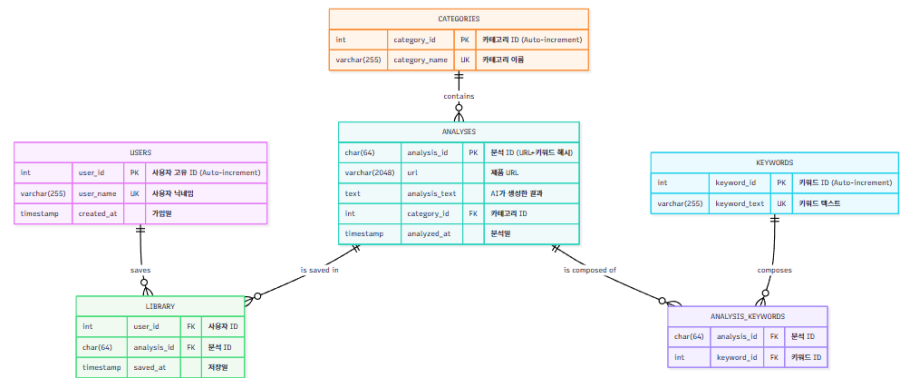 CATEGORIES
int category_id PK 카테고리 ID (Auto-increment)
varchar(255) category_name UK 카테고리 이름
contains
ANALYSES
char(64) analysis_id PK 분석 ID (URL+키워드 해시)
varchar(2048) url 제품 URL
text analysis_text AI가 생성한 결과
int category_id FK 카테고리 ID
timestamp analyzed_at 분석일
USERS
int user_id PK 사용자 고유 ID (Auto-increment)
varchar(255) user_name UK 사용자 닉네임
timestamp created_at 가입일
KEYWORDS
int keyword_id PK 키워드 ID (Auto-increment)
varchar(255) keyword_text UK 키워드 텍스트
saves
is saved in
is composed of
composes
LIBRARY
int user_id FK 사용자 ID
char(64) analysis_id FK 분석 ID
timestamp saved_at 저장일
ANALYSIS_KEYWORDS
char(64) analysis_id FK 분석 ID
int keyword_id FK 키워드 ID